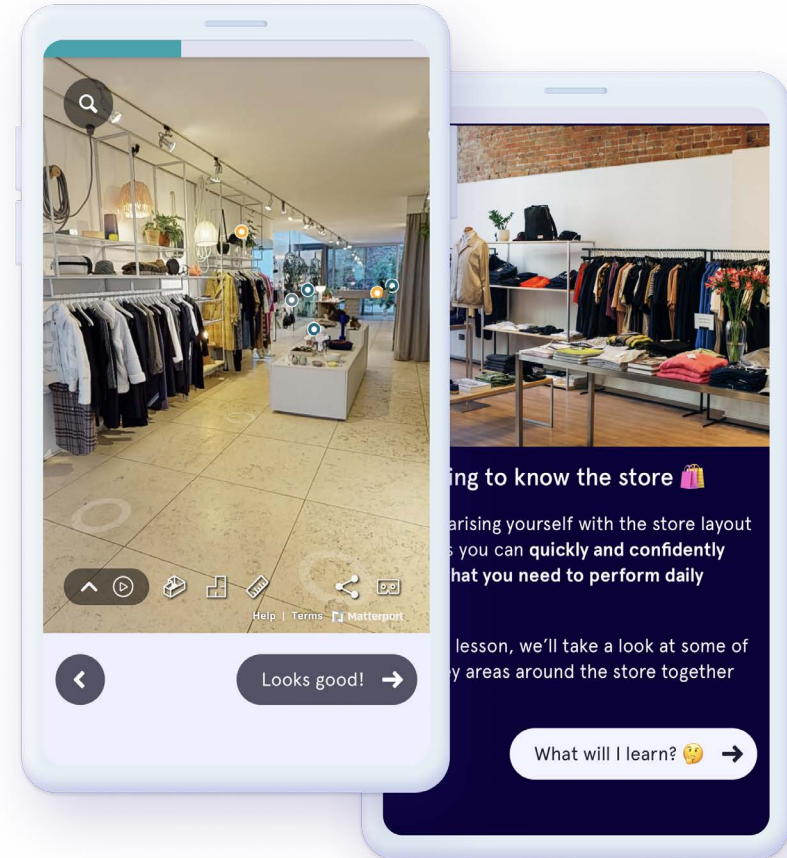 Help | Terms Matterport
Looks good!
ing to know the store
arising yourself with the store layout
s you can quickly and confidently
hat you need to perform daily
lesson, we’ll take a look at some of
y areas around the store together
What will I learn?